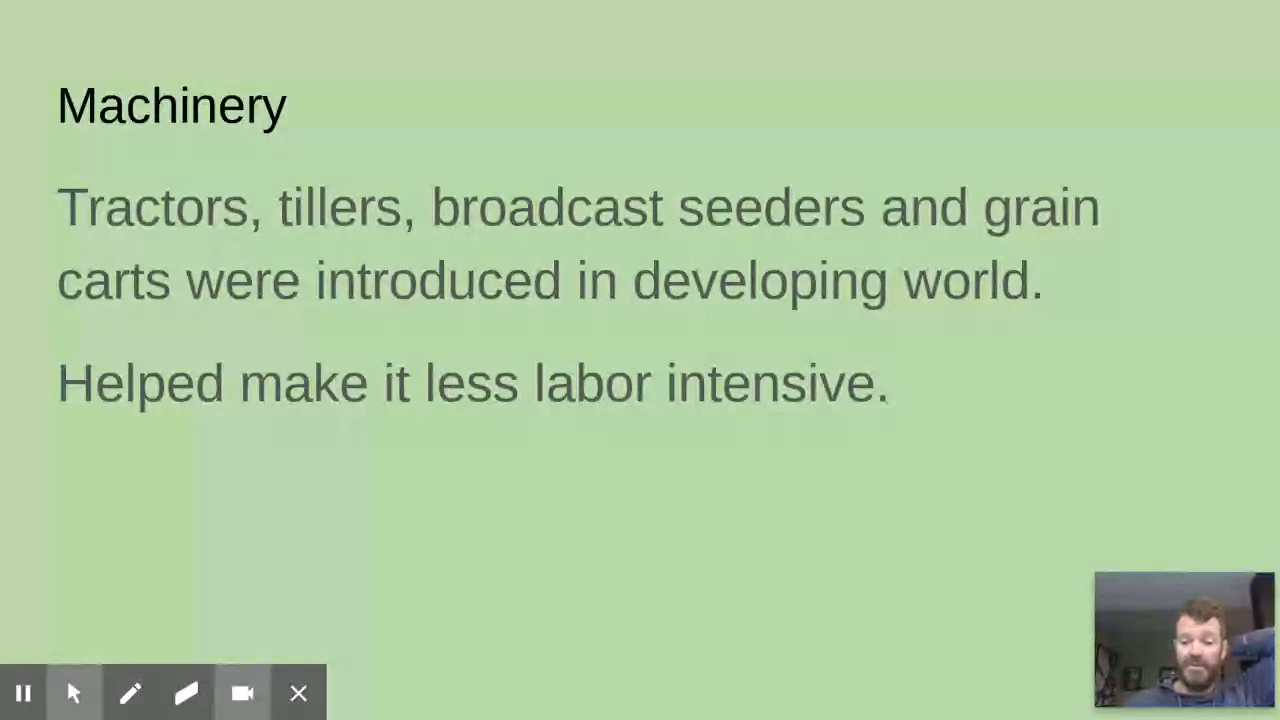 Machinery
Tractors, tillers, broadcast seeders and grain
carts were introduced in developing world.
Helped make it less labor intensive.